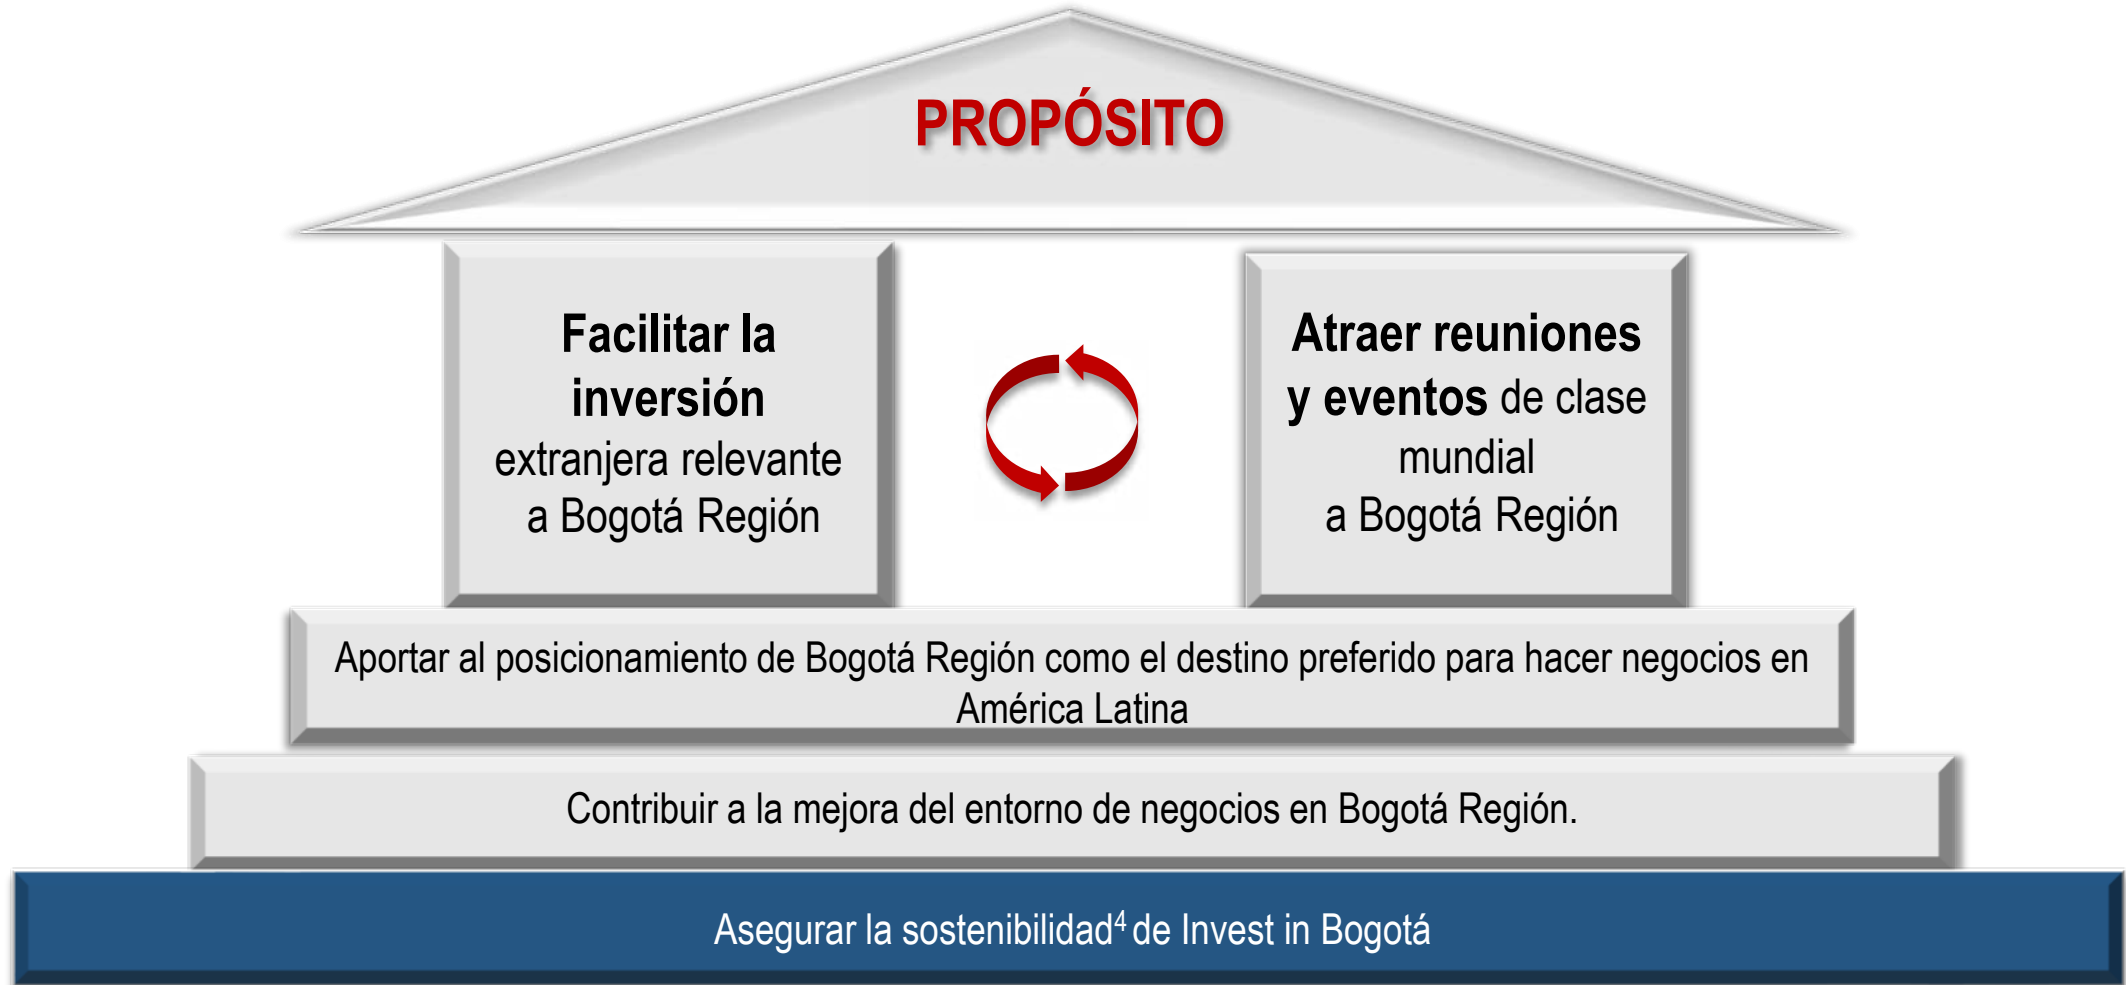 PROPÓSITO
Facilitar la
inversión
extranjera relevante
a Bogotá Región
Atraer reuniones
y eventos de clase
mundial
a Bogotá Región
Aportar al posicionamiento de Bogotá Región como el destino preferido para hacer negocios en
América Latina
Contribuir a la mejora del entorno de negocios en Bogotá Región.
Asegurar la sostenibilidad⁴ de Invest in Bogotá